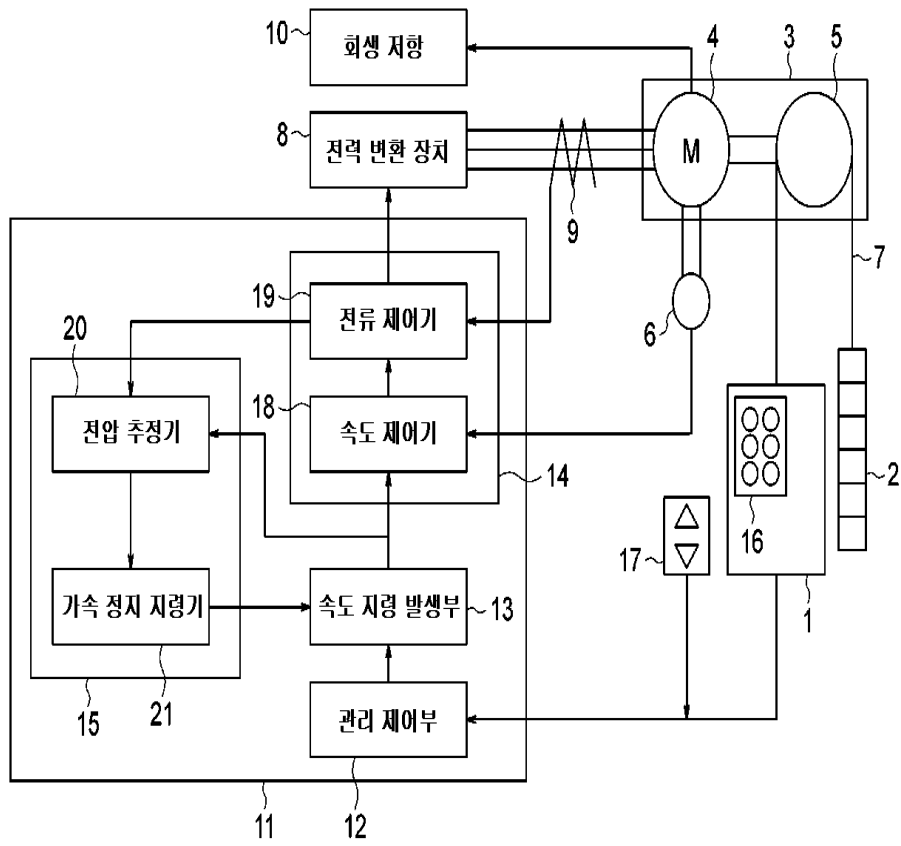 10
회생 저항
4
3
5
8
전력 변환 장치
M
9
7
19
전류 제어기
20
6
18
속도 제어기
전압 추정기
14
2
16
17
가속 정지 지령기
속도 지령 발생부
13
1
15
21
관리 제어부
11
12